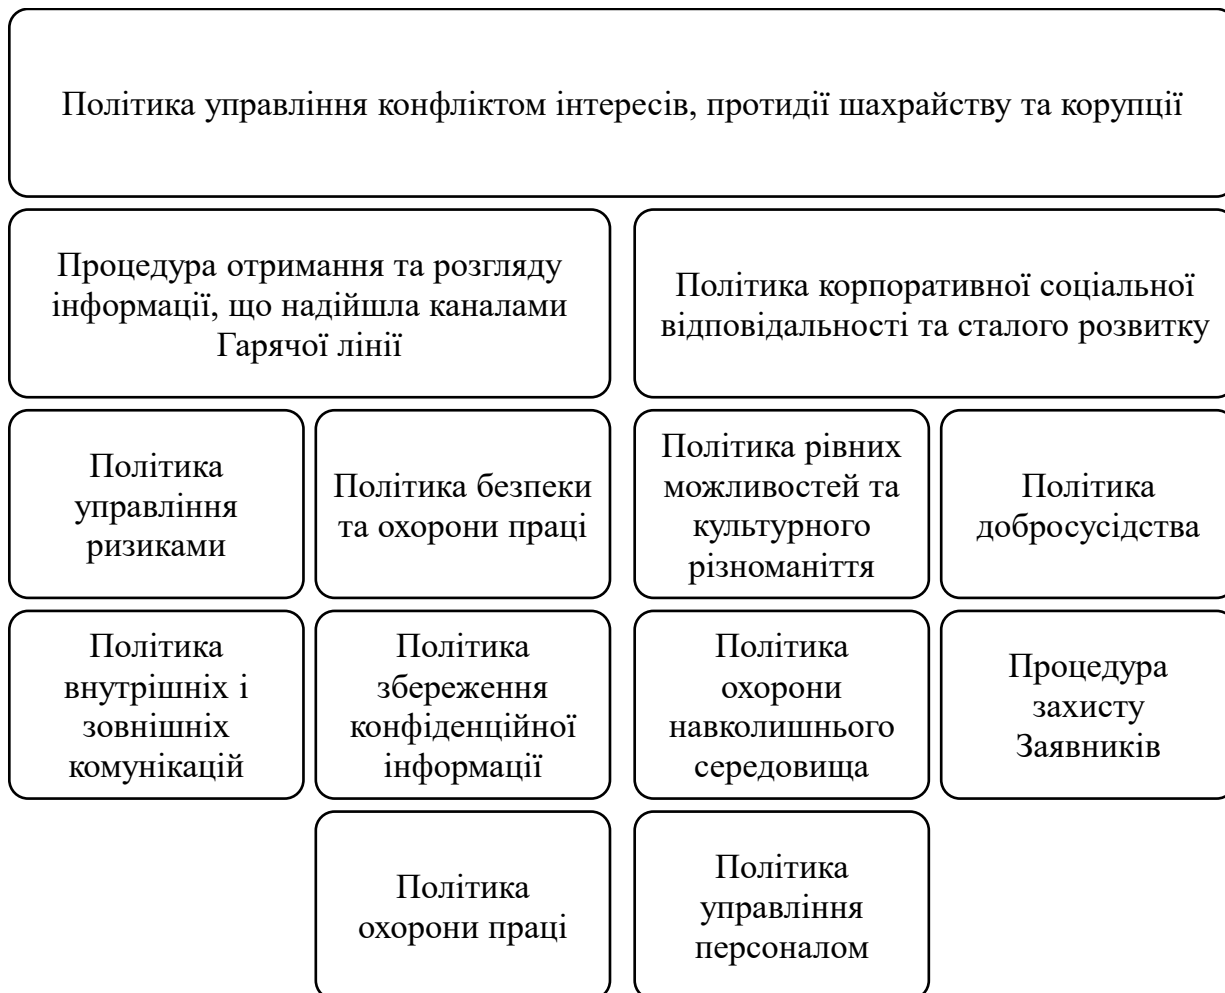 Політика управління конфліктом інтересів, протидії шахрайству та корупції
Процедура отримання та розгляду
інформації, що надійшла каналами
Гарячої лінії
Політика корпоративної соціальної
відповідальності та сталого розвитку
Політика
управління
ризиками
Політика безпеки
та охорони праці
Політика рівних
можливостей та
культурного
різноманіття
Політика
добросусідства
Політика
внутрішніх і
зовнішніх
комунікацій
Політика
збереження
конфіденційної
інформації
Політика
охорони
навколишнього
середовища
Процедура
захисту
Заявників
Політика
охорони праці
Політика
управління
персоналом